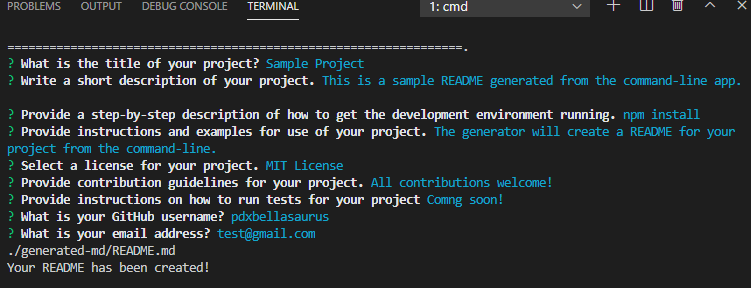 PROBLEMS OUTPUT DEBUG CONSOLE TERMINAL 1: cmd
=================================================================.
? What is the title of your project? Sample Project
? Write a short description of your project. This is a sample README generated from the command-line app.
? Provide a step-by-step description of how to get the development environment running. npm install
? Provide instructions and examples for use of your project. The generator will create a README for your
project from the command-line.
? Select a license for your project. MIT License
? Provide contribution guidelines for your project. All contributions welcome!
? Provide instructions on how to run tests for your project Comng soon!
? What is your GitHub username? pdxbellasaurus
? What is your email address? test@gmail.com
./generated-md/README.md
Your README has been created!